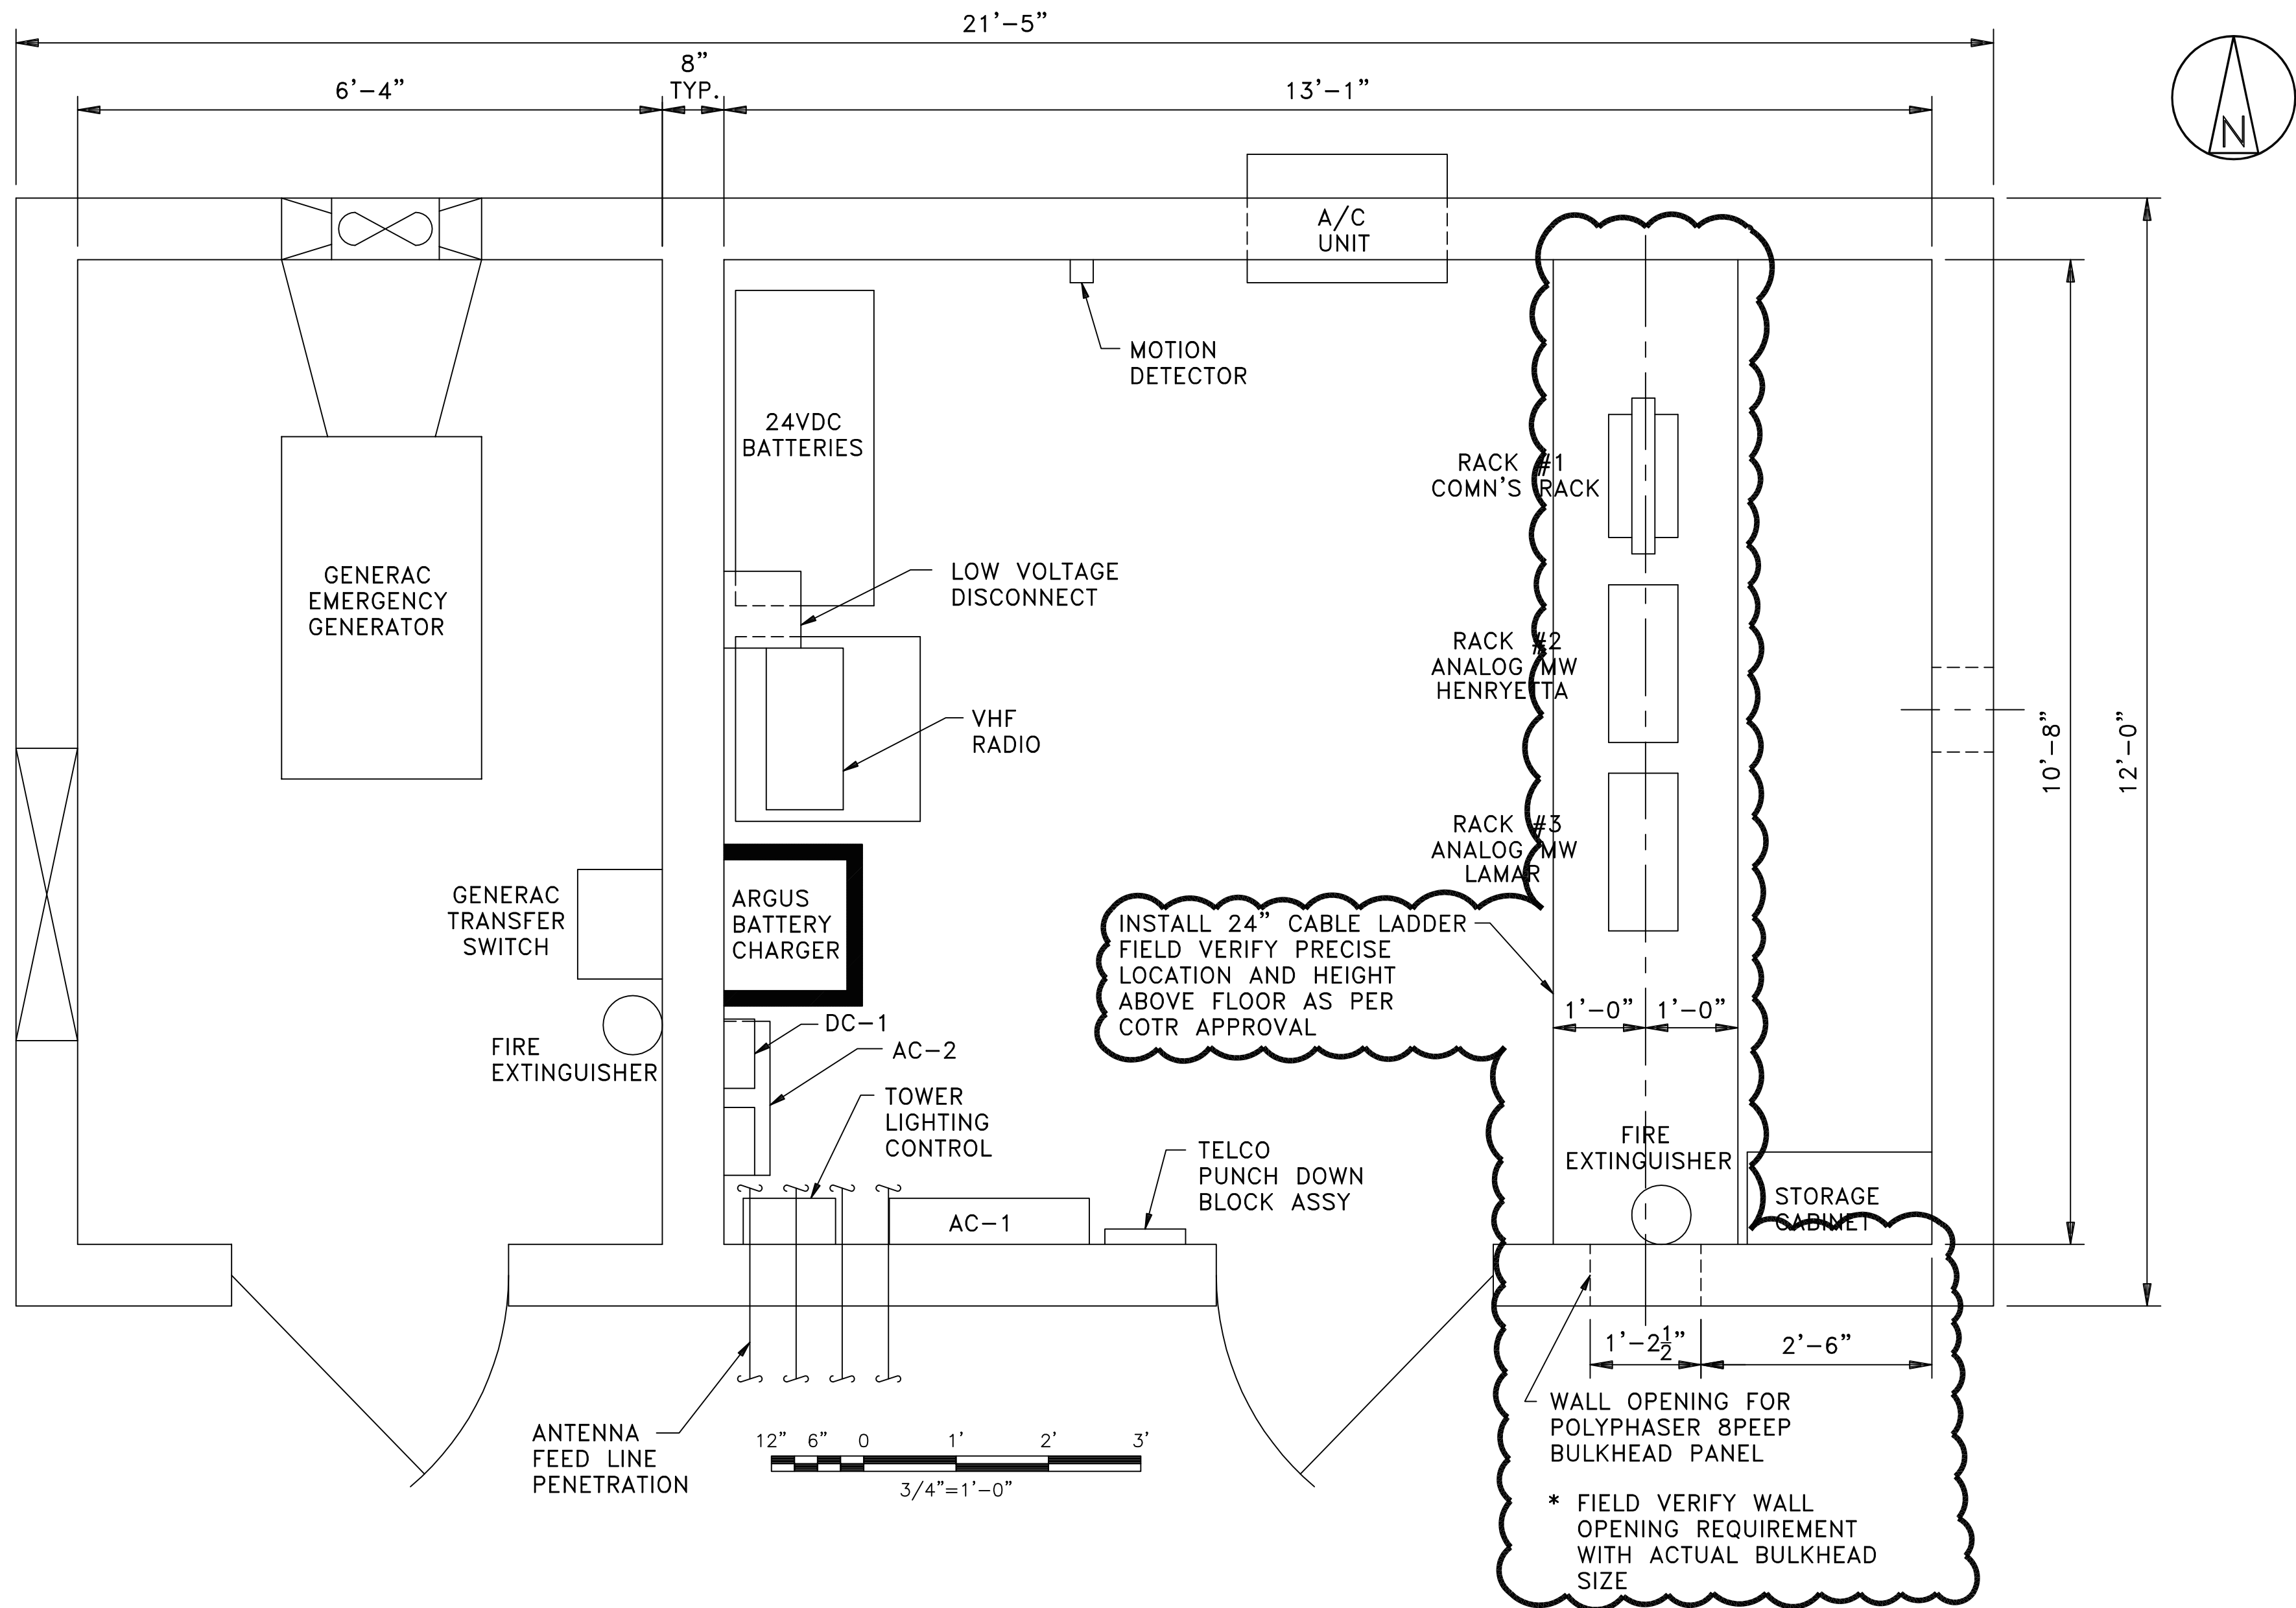 21'-5"
8"
TYP.
6'-4"
13'-1"
N
A/C
UNIT
MOTION
DETECTOR
24VDC
BATTERIES
RACK #1
COMN'S RACK
LOW VOLTAGE
DISCONNECT
GENERAC
EMERGENCY
GENERATOR
RACK #2
ANALOG MW
HENRYETTA
VHF
RADIO
10'-8"
12'-0"
RACK #3
ANALOG MW
LAMAR
GENERAC
TRANSFER
SWITCH
ARGUS
BATTERY
CHARGER
INSTALL 24" CABLE LADDER
FIELD VERIFY PRECISE
LOCATION AND HEIGHT
ABOVE FLOOR AS PER
COTR APPROVAL
1'-0"
1'-0"
DC-1
AC-2
FIRE
EXTINGUISHER
TOWER
LIGHTING
CONTROL
TELCO
PUNCH DOWN
BLOCK ASSY
FIRE
EXTINGUISHER
STORAGE
CABINET
AC-1
1'-2½"
2'-6"
WALL OPENING FOR
POLYPHASER 8PEEP
BULKHEAD PANEL
* FIELD VERIFY WALL
OPENING REQUIREMENT
WITH ACTUAL BULKHEAD
SIZE
ANTENNA
FEED LINE
PENETRATION
12" 6" 0 1' 2' 3'
3/4"=1'-0"